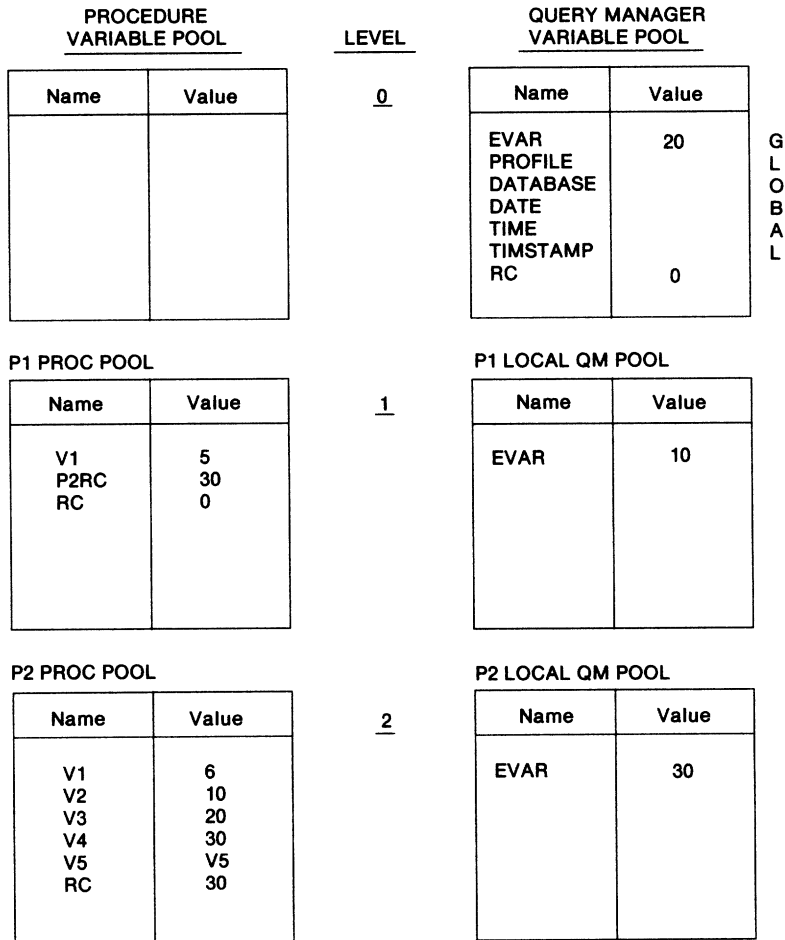 PROCEDURE
VARIABLE POOL
LEVEL
QUERY MANAGER
VARIABLE POOL
Name Value
0
Name Value
EVAR 20
PROFILE
DATABASE
DATE
TIME
TIMSTAMP
RC 0
G
L
O
B
A
L
P1 PROC POOL
Name Value
V1 5
P2RC 30
RC 0
1
P1 LOCAL QM POOL
Name Value
EVAR 10
P2 PROC POOL
Name Value
V1 6
V2 10
V3 20
V4 30
V5 V5
RC 30
2
P2 LOCAL QM POOL
Name Value
EVAR 30